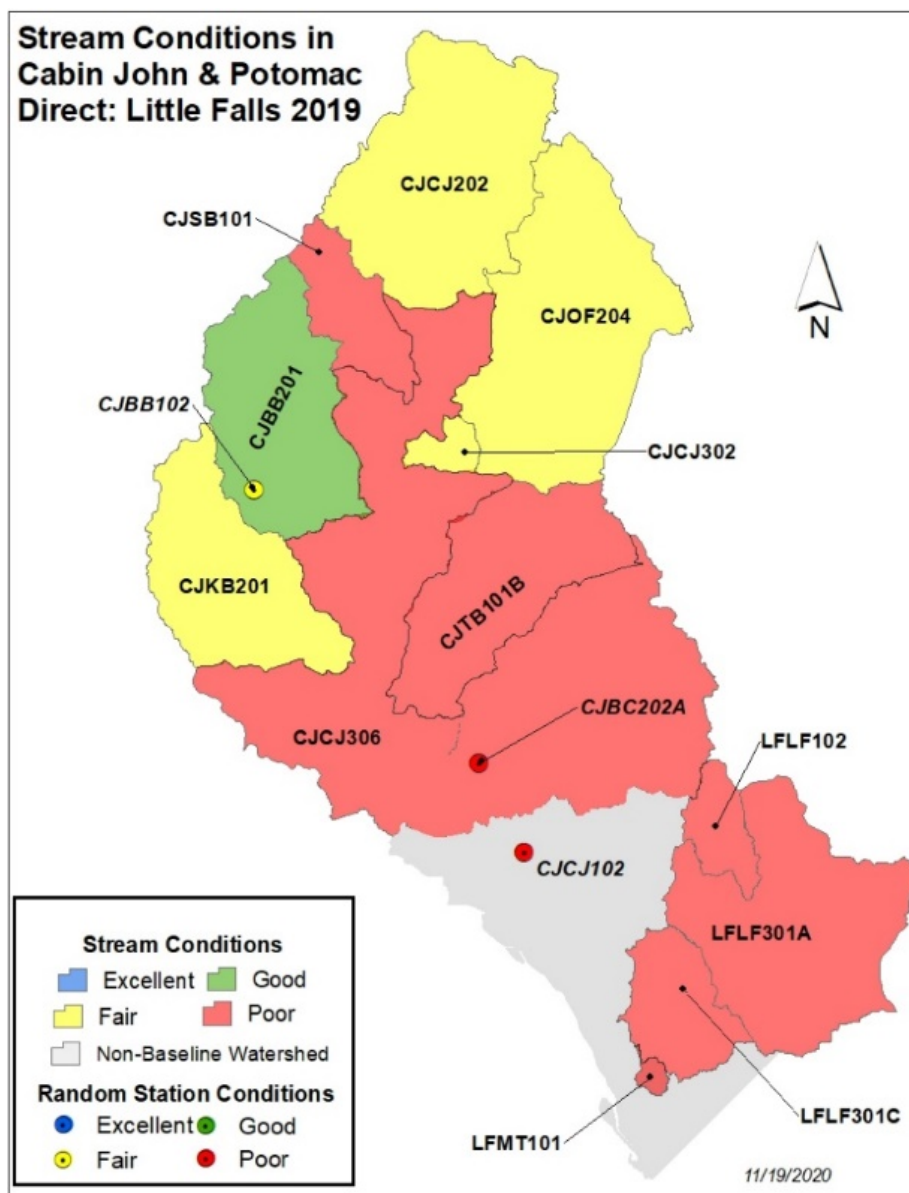 Stream Conditions in
Cabin John & Potomac
Direct: Little Falls 2019
CJCJ202
CJSB101
CJOF204
N
CJBB201
CJBB102
CJCJ302
CJKB201
CJTB101B
CJBC202A
CJCJ306
LFLF102
CJCJ102
LFLF301A
LFLF301C
LFMT101
Stream Conditions
Excellent Good
Fair Poor
Non-Baseline Watershed
Random Station Conditions
Excellent Good
Fair Poor
11/19/2020